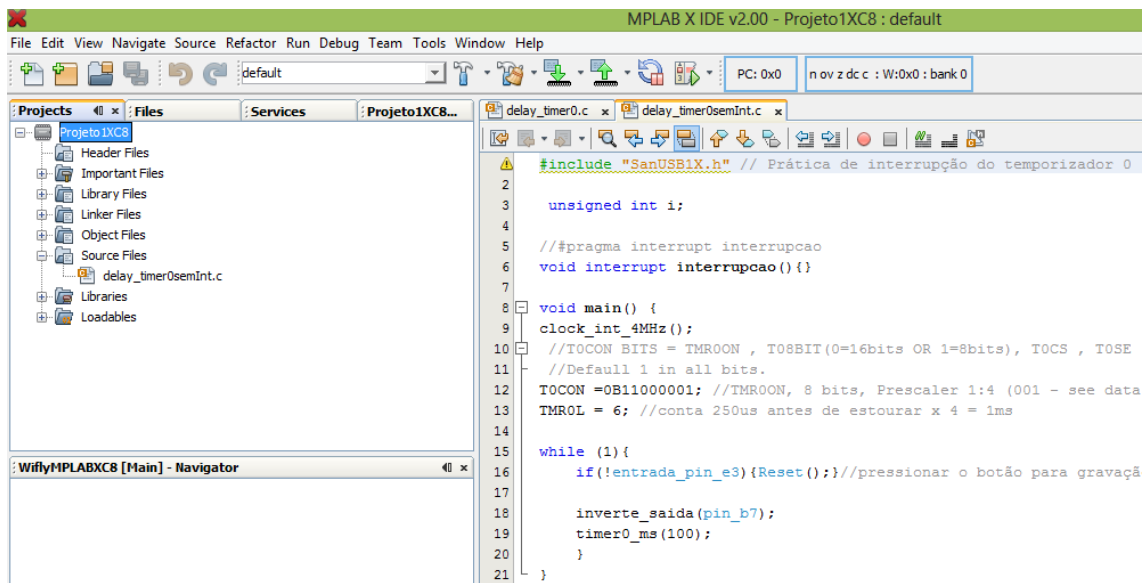 MPLAB X IDE v2.00 - Projeto1XC8 : default
File Edit View Navigate Source Refactor Run Debug Team Tools Window Help
default
PC: 0x0
n ov z dc c : W:0x0 : bank 0
Projects
Files
Services
Projeto1XC8...
Projeto1XC8
Header Files
Important Files
Library Files
Linker Files
Object Files
Source Files
delay_timer0semInt.c
Libraries
Loadables
WiflyMPLABXC8 [Main] - Navigator
delay_timer0.c
delay_timer0semInt.c
#include "SanUSB1X.h" // Prática de interrupção do temporizador 0
2
3 unsigned int i;
4
5 //#pragma interrupt interrupcao
6 void interrupt interrupcao(){}
7
8 void main() {
9 clock_int_4MHz();
10 //T0CON BITS = TMR0ON , T08BIT(0=16bits OR 1=8bits), T0CS , T0SE
11 //Defaull 1 in all bits.
12 T0CON =0B11000001; //TMR0ON, 8 bits, Prescaler 1:4 (001 - see data
13 TMR0L = 6; //conta 250us antes de estourar x 4 = 1ms
14
15 while (1){
16 if(!entrada_pin_e3){Reset();}//pressionar o botão para gravaçã
17
18 inverte_saida(pin_b7);
19 timer0_ms(100);
20 }
21 }